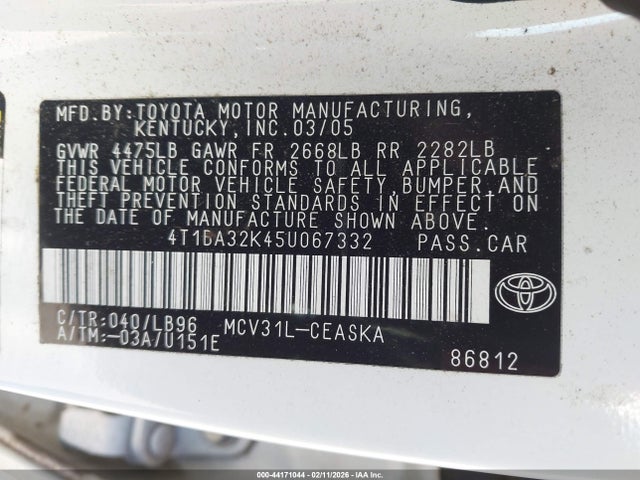 MFD.BY:TOYOTA MOTOR MANUFACTURING,
KENTUCKY,INC.03/05
GVWR 4475LB GAWR FR 2668LB RR 2282LB
THIS VEHICLE CONFORMS TO ALL APPLICABLE
FEDERAL MOTOR VEHICLE SAFETY,BUMPER,AND
THEFT PREVENTION STANDARDS IN EFFECT ON
THE DATE OF MANUFACTURE SHOWN ABOVE.
4T1BA32K45U067332 PASS.CAR
C/TR:040/LB96 MCV31L-CEASKA
A/TM:-03A/U151E
86812
000-44171044 - 02/11/2026 - IAAI.COM